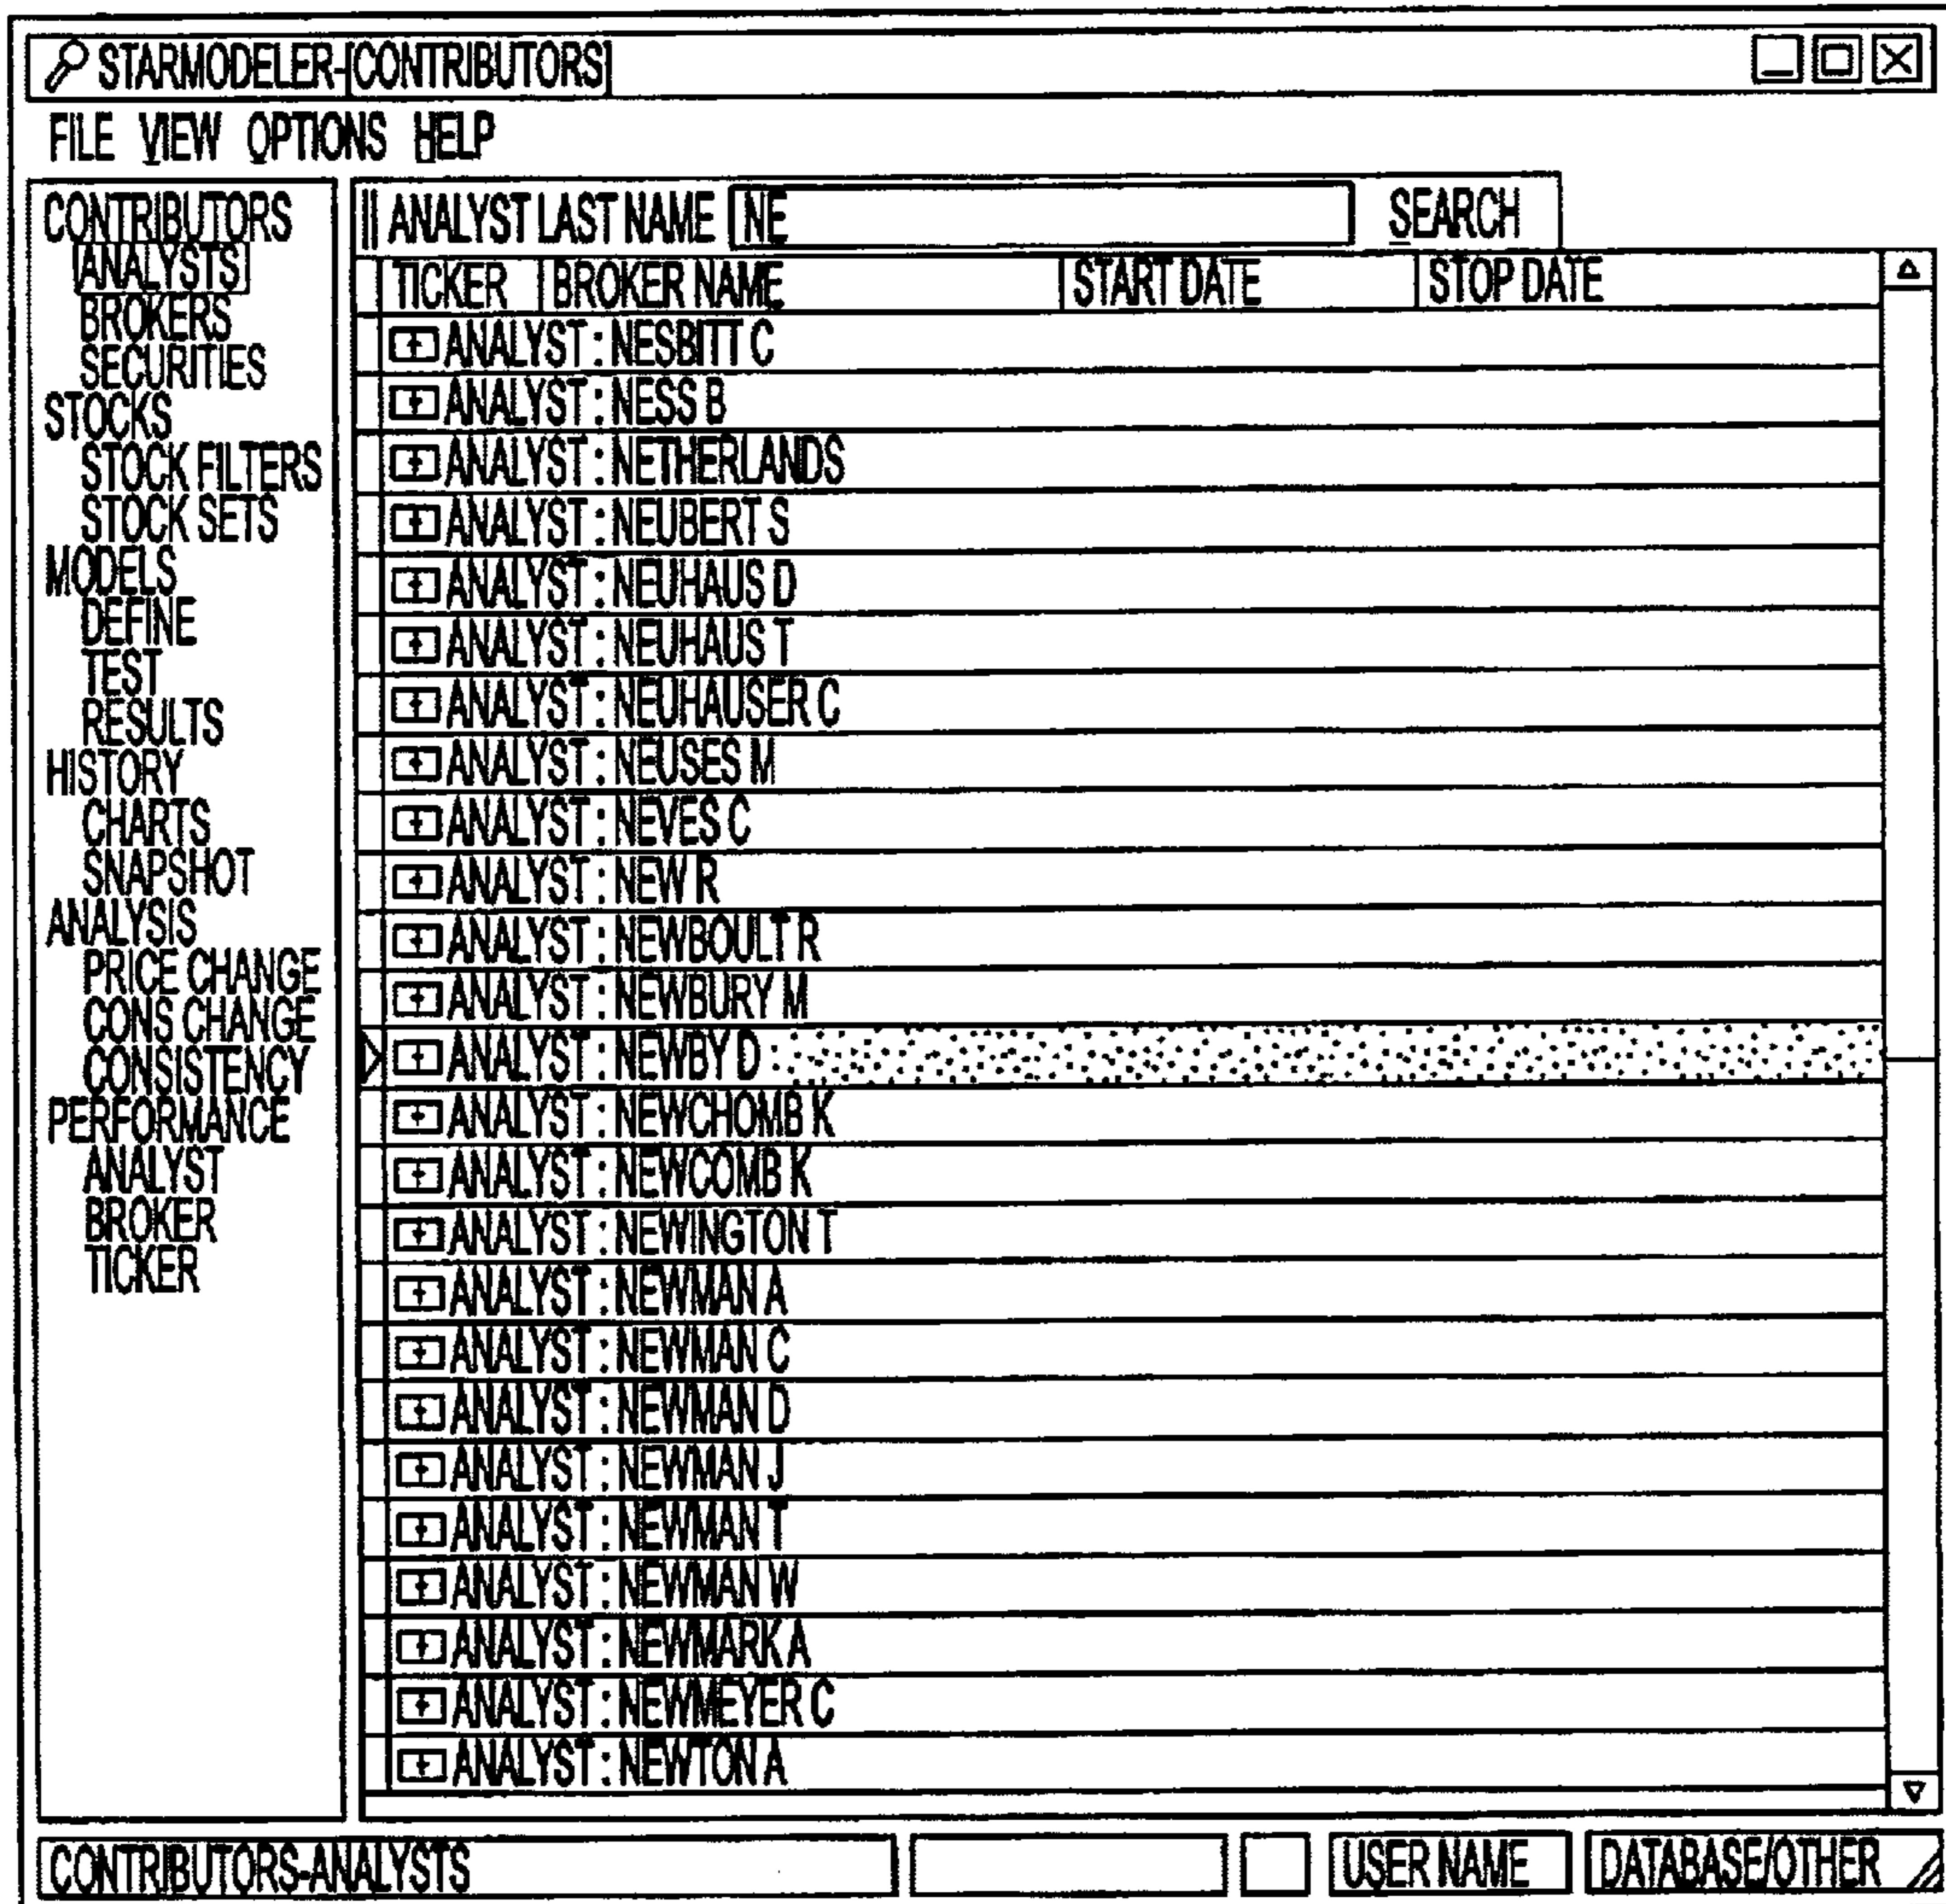 STARMODELER-[CONTRIBUTORS]
FILE VIEW OPTIONS HELP
CONTRIBUTORS
ANALYSTS
BROKERS
SECURITIES
STOCKS
STOCK FILTERS
STOCK SETS
MODELS
DEFINE
TEST
RESULTS
HISTORY
CHARTS
SNAPSHOT
ANALYSIS
PRICE CHANGE
CONS CHANGE
CONSISTENCY
PERFORMANCE
ANALYST
BROKER
TICKER
ANALYST LAST NAME NE SEARCH
TICKER BROKER NAME START DATE STOP DATE
ANALYST : NESBITT C
ANALYST : NESS B
ANALYST : NETHERLANDS
ANALYST : NEUBERT S
ANALYST : NEUHAUS D
ANALYST : NEUHAUS T
ANALYST : NEUHAUSER C
ANALYST : NEUSES M
ANALYST : NEVES C
ANALYST : NEW R
ANALYST : NEWBOULT R
ANALYST : NEWBURY M
ANALYST : NEWBY D
ANALYST : NEWCHOMB K
ANALYST : NEWCOMB K
ANALYST : NEWINGTON T
ANALYST : NEWMAN A
ANALYST : NEWMAN C
ANALYST : NEWMAN D
ANALYST : NEWMAN J
ANALYST : NEWMAN T
ANALYST : NEWMAN W
ANALYST : NEWMARK A
ANALYST : NEWMEYER C
ANALYST : NEWTON A
CONTRIBUTORS-ANALYSTS USER NAME DATABASE/OTHER